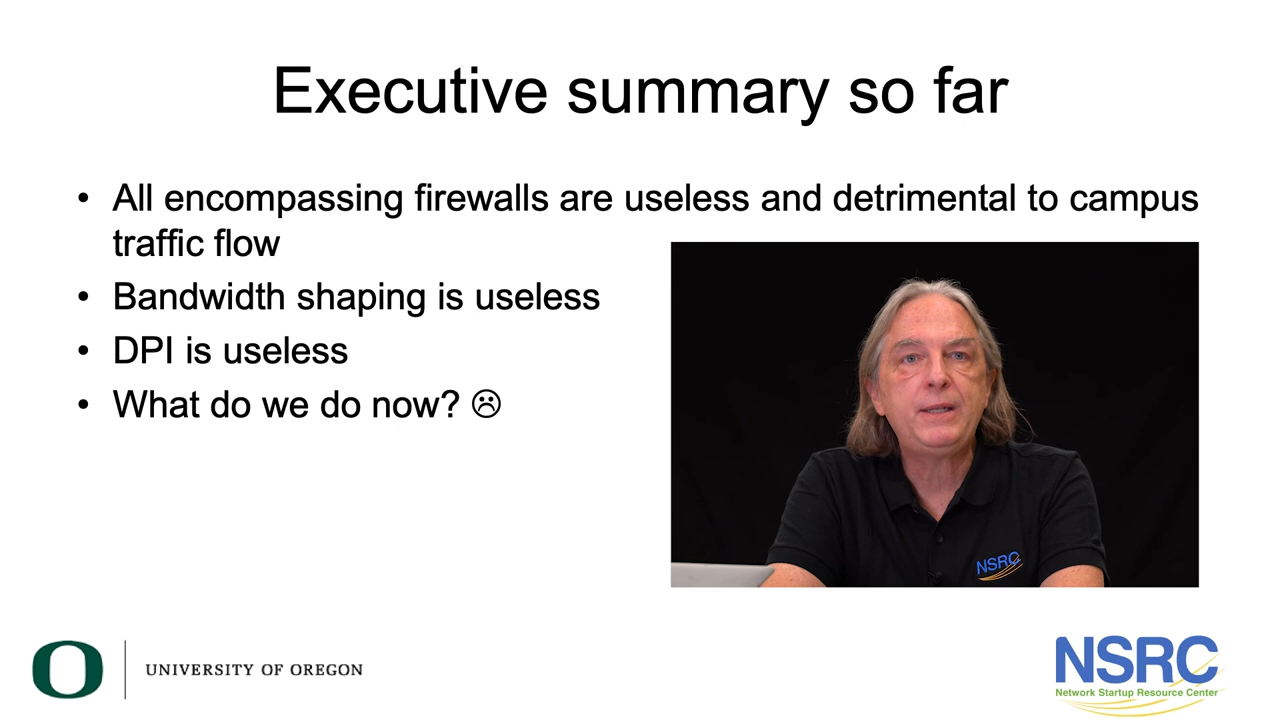 Executive summary so far
• All encompassing firewalls are useless and detrimental to campus
traffic flow
• Bandwidth shaping is useless
• DPI is useless
• What do we do now? ☹
NSRC
O
UNIVERSITY OF OREGON
NSRC
Network Startup Resource Center